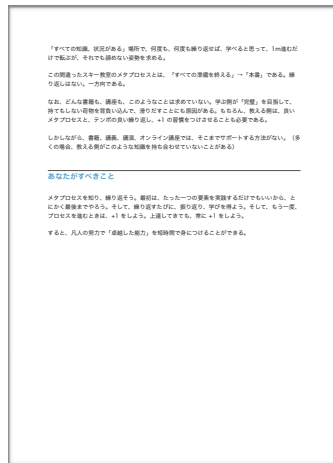 「すべての知識、状況がある」場所で、何度も、何度も繰り返せば、学べると思って、1m進むだ
けで転ぶが、それでも諦めない姿勢を求める。
この間違ったスキー教室のメタプロセスとは、「すべての準備を終える」→「本番」である。繰
り返しはない。一方向である。
なお、どんな書籍も、講座も、このようなことは求めていない。学ぶ側が「完璧」を目指して、
持てもしない荷物を背負い込んで、滑りだすことにも原因がある。もちろん、教える側は、良い
メタプロセスと、テンポの良い繰り返し、+1 の習慣をつけさせることも必要である。
しかしながら、書籍、講義、講演、オンライン講座では、そこまでサポートする方法がない。（多
くの場合、教える側がこのような知識を持ち合わせていないことがある）
あなたがすべきこと
メタプロセスを知り、繰り返そう。最初は、たった一つの要素を実践するだけでもいいから、と
にかく最後までやろう。そして、繰り返すたびに、振り返り、学びを得よう。そして、もう一度、
プロセスを進むときは、+1 をしよう。上達してきても、常に +1 をしよう。
すると、凡人の努力で「卓越した能力」を短時間で身につけることができる。